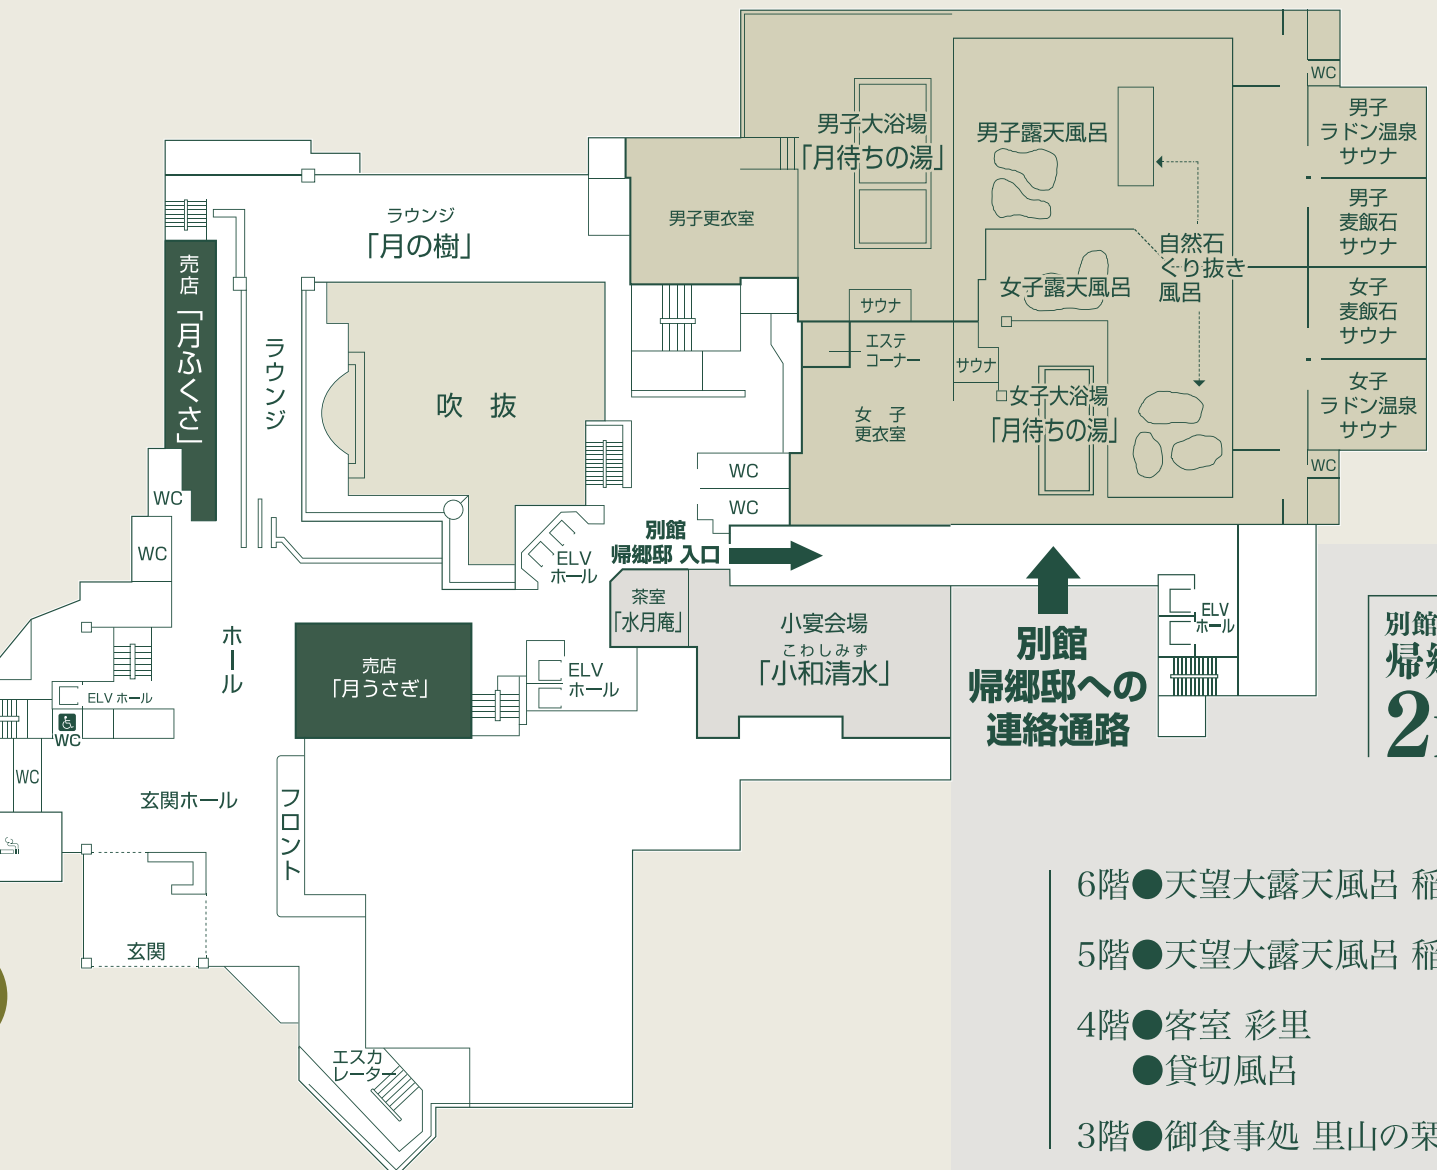 WC
男子
ラドン温泉
サウナ
男子大浴場
「月待ちの湯」
男子露天風呂
男子
麦飯石
サウナ
ラウンジ
「月の樹」
男子更衣室
自然石
くり抜き
風呂
売
店
「月ふくさ」
女子露天風呂
女子
麦飯石
サウナ
サウナ
エステ
コーナー
サウナ
ラウンジ
吹 抜
女子大浴場
「月待ちの湯」
女子
ラドン温泉
サウナ
女 子
更衣室
WC
WC
WC
WC
WC
別館
帰郷邸 入口
ELV
ホール
茶室
「水月庵」
小宴会場
こわしみず
「小和清水」
別館
帰郷邸への
連絡通路
ELV
ホール
別館
帰郷
2
ホール
売店
「月うさぎ」
ELV
ホール
ELV ホール
WC
WC
玄関ホール
フロント
玄関
エスカ
レーター
6階●天望大露天風呂 稲
5階●天望大露天風呂 稲
4階●客室 彩里
●貸切風呂
3階●御食事処 里山の栞